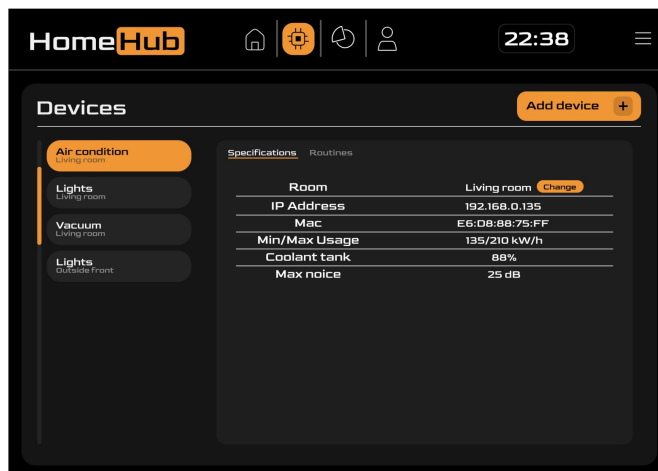 HomeHub
22:38
Devices
Add device +
Air condition
Living room
Lights
Living room
Vacuum
Living room
Lights
Outside front
Specifications Routines
Room Living room Change
IP Address 192.168.0.135
Mac E6:D8:88:75:FF
Min/Max Usage 135/210 kW/h
Coolant tank 88%
Max noice 25 dB